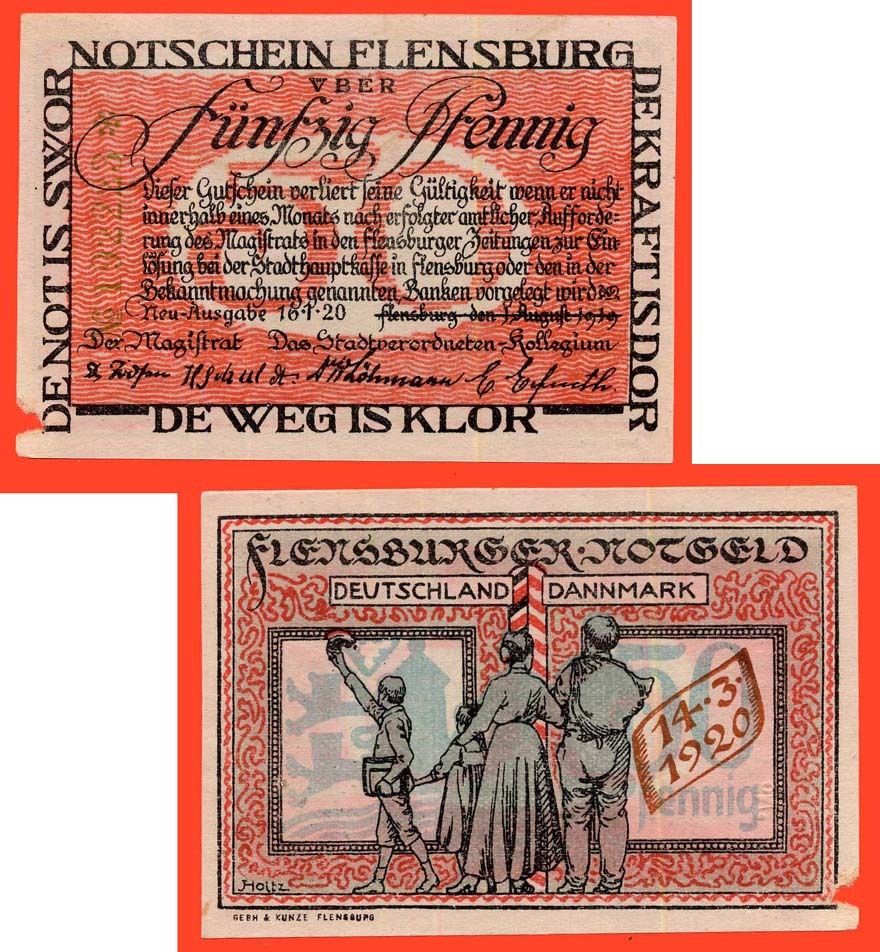 NOTSCHEIN FLENSBURG
DE KRAFT IS DOR
DE WEG IS KLOR
DE NOT IS SWOR
VBER
Fünfzig Pfennig
Dieser Gutschein verliert seine Gültigkeit wenn er nicht
innerhalb eines Monats nach erfolgter amtlicher Aufforde=
rung des Magistrats in den Flensburger Zeitungen zur Ein=
lösung bei der Stadthauptkasse in Flensburg oder den in der
Bekanntmachung genannten Banken vorgelegt wird
Neu-Ausgabe 16·1·20 Flensburg den 1 August 1919
Der Magistrat Das Stadtverordneten-Kollegium
FLENSBURGER·NOTGELD
DEUTSCHLAND DANNMARK
50
Pfennig
14.3.
1920
Holtz
GEBH & KUNZE FLENSBURG